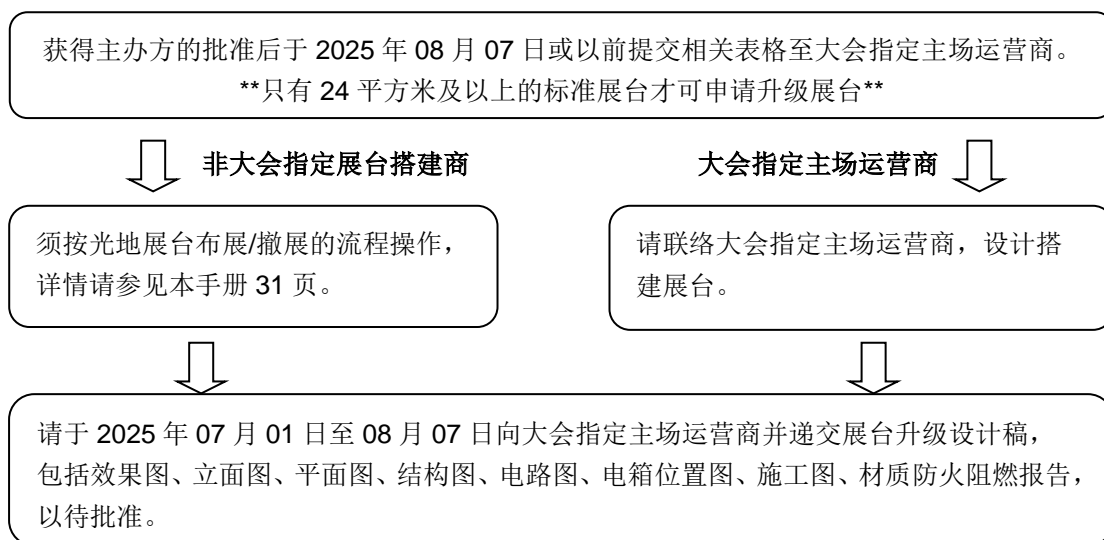 获得主办方的批准后于 2025 年 08 月 07 日或以前提交相关表格至大会指定主场运营商。
**只有 24 平方米及以上的标准展台才可申请升级展台**
非大会指定展台搭建商
大会指定主场运营商
须按光地展台布展/撤展的流程操作，
详情请参见本手册 31 页。
请联络大会指定主场运营商，设计搭
建展台。
请于 2025 年 07 月 01 日至 08 月 07 日向大会指定主场运营商并递交展台升级设计稿，
包括效果图、立面图、平面图、结构图、电路图、电箱位置图、施工图、材质防火阻燃报告，
以待批准。